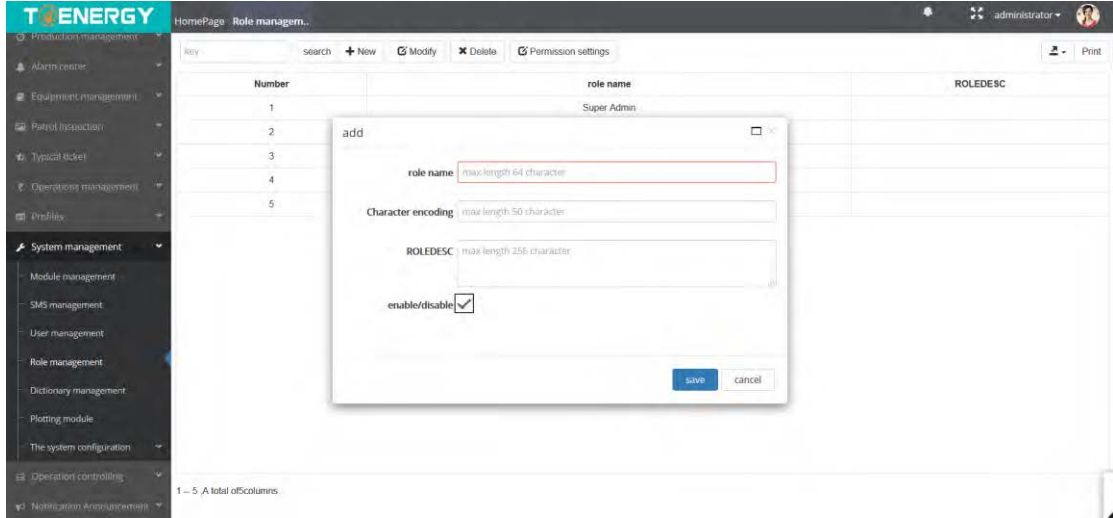 TOENERGY
HomePage Role managem..
administrator
Production management
Alarm center
Equipment management
Patrol inspection
Typical ticket
Operations management
Profiles
System management
Module management
SMS management
User management
Role management
Dictionary management
Plotting module
The system configuration
Operation controlling
Notification Announcement
key search New Modify Delete Permission settings Print
Number role name ROLEDESC
1 Super Admin
2
3
4
5
add
role name max length 64 character
Character encoding max length 50 character
ROLEDESC max length 256 character
enable/disable
save cancel
1 – 5 ,A total of5columns